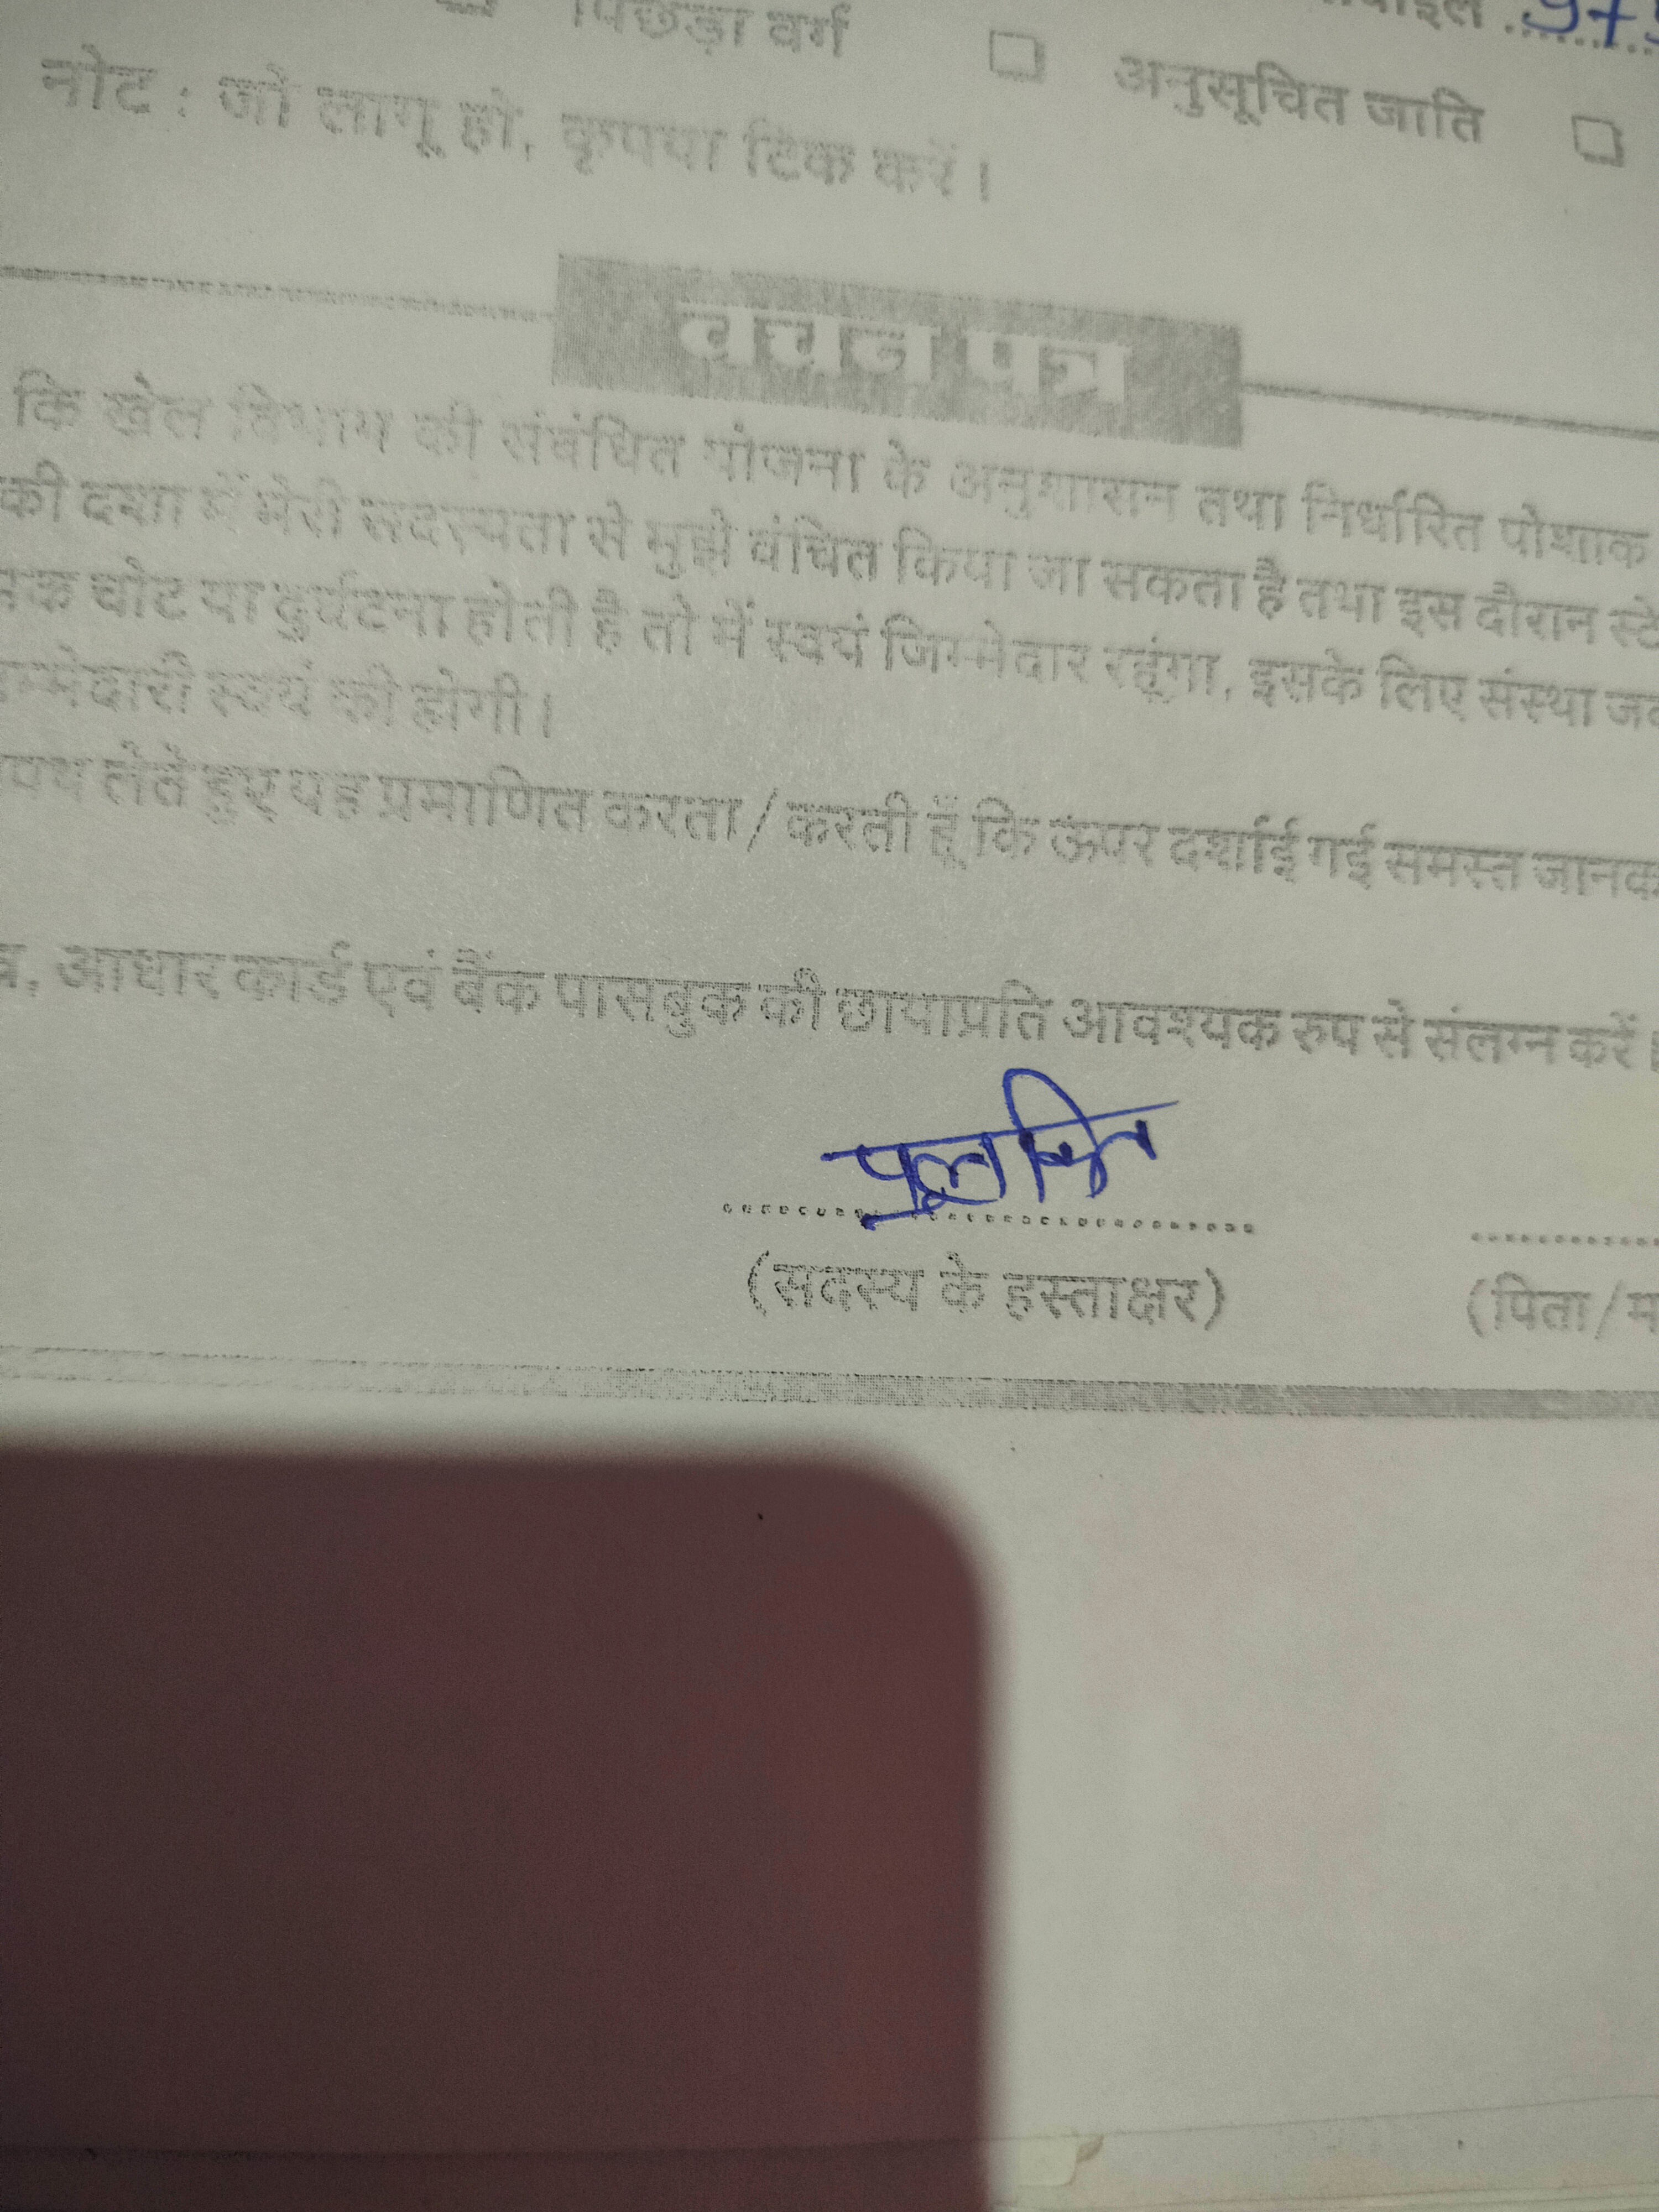 पिछड़ा वर्ग अनुसूचित जाति
नोट : जो लागू हो, कृपया टिक करें।
वचन पत्र
कि खेल विभाग की संबंधित योजना के अनुशासन तथा निर्धारित पोशाक
की दशा में मेरी सदस्यता से मुझे वंचित किया जा सकता है तथा इस दौरान
चोट या दुर्घटना होती है तो में स्वयं जिम्मेदार रहूंगा, इसके लिए संस्था
स्वयं की होगी।
लेते हुए यह प्रमाणित करता / करती हूँ कि ऊपर दर्शाई गई समस्त
आधार कार्ड एवं बैंक पासबुक की छायाप्रति आवश्यक रुप से संलग्न करें।
(सदस्य के हस्ताक्षर) (पिता/